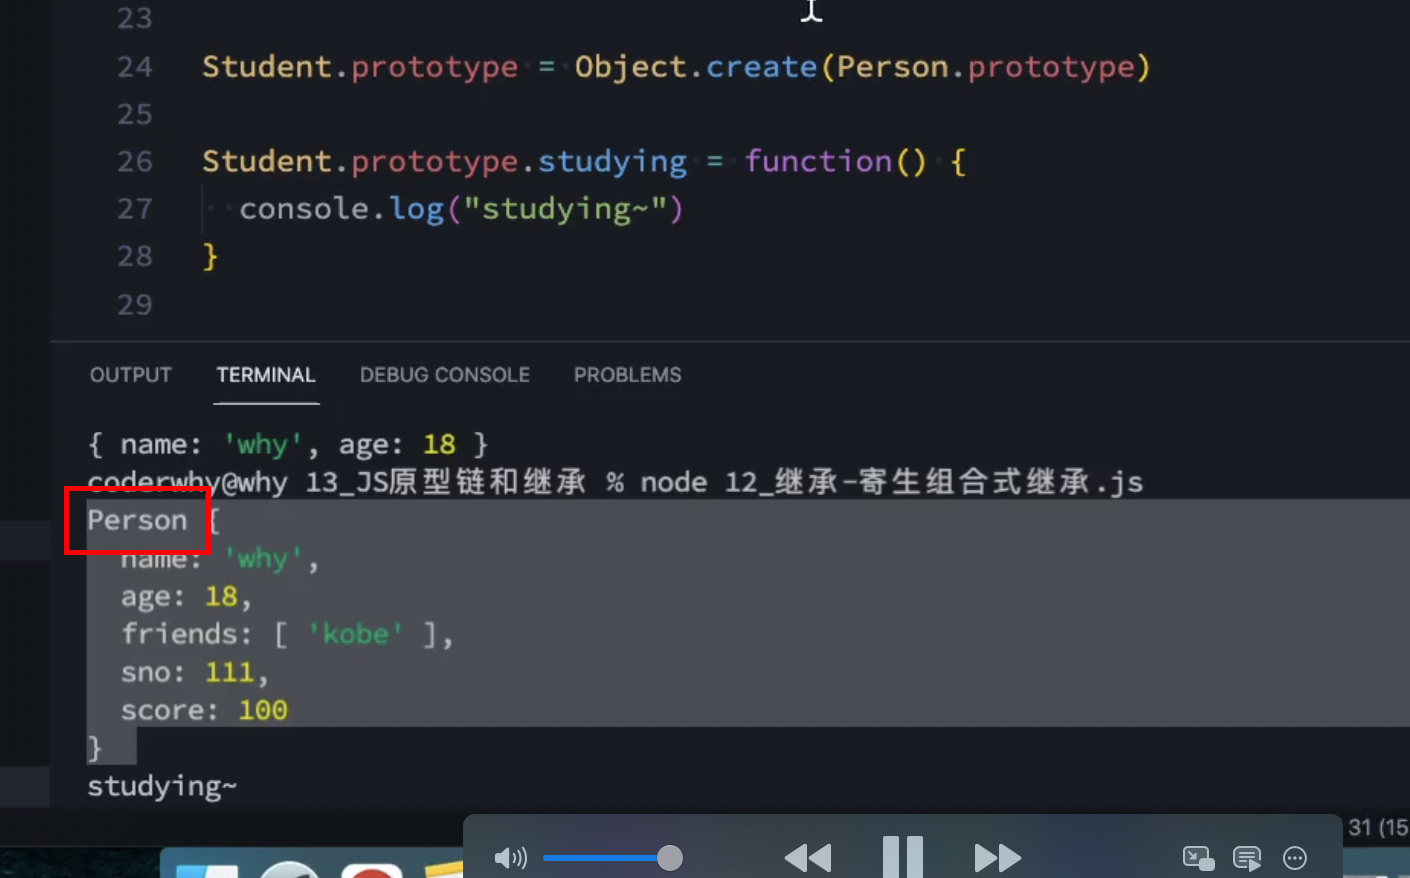 23
24 Student.prototype = Object.create(Person.prototype)
25
26 Student.prototype.studying = function() {
27 console.log("studying~")
28 }
29
OUTPUT TERMINAL DEBUG CONSOLE PROBLEMS
{ name: 'why', age: 18 }
coderwhy@why 13_JS原型链和继承 % node 12_继承-寄生组合式继承.js
Person {
name: 'why',
age: 18,
friends: [ 'kobe' ],
sno: 111,
score: 100
}
studying~
31 (15